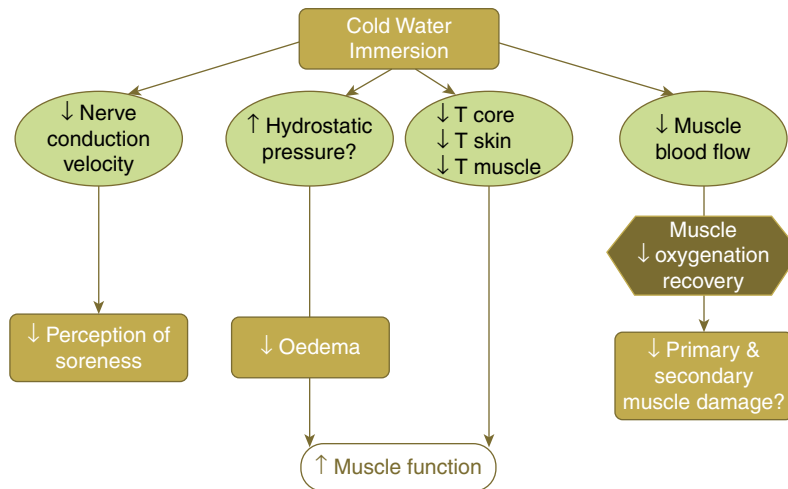 Cold Water
Immersion
↓ Nerve
conduction
velocity
↑ Hydrostatic
pressure?
↓ T core
↓ T skin
↓ T muscle
↓ Muscle
blood flow
Muscle
↓ oxygenation
recovery
↓ Perception of
soreness
↓ Oedema
↓ Primary &
secondary
muscle damage?
↑ Muscle function